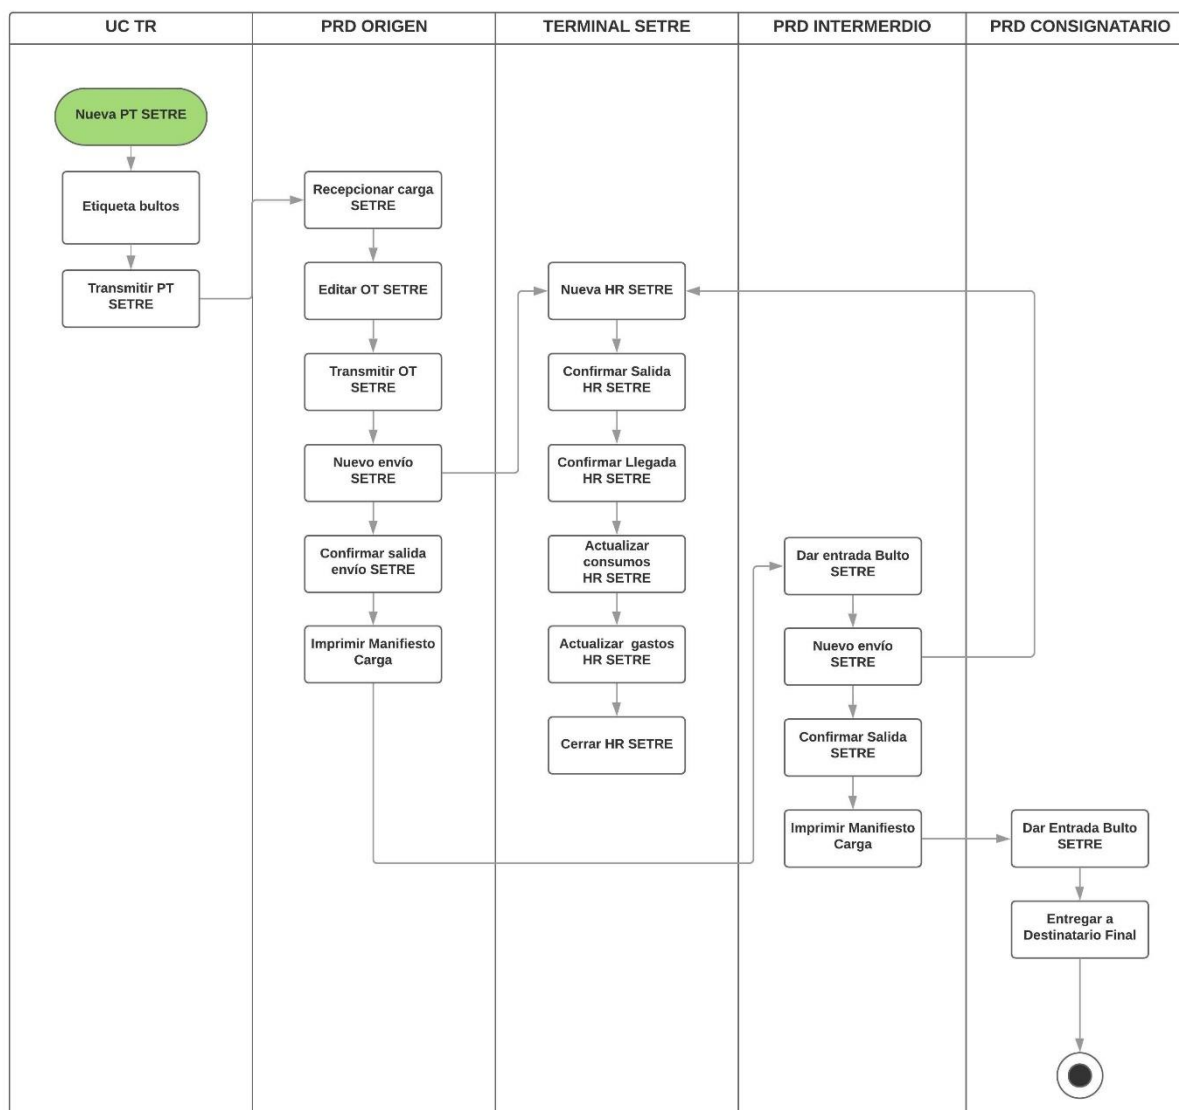 UC TR
PRD ORIGEN
TERMINAL SETRE
PRD INTERMERDIO
PRD CONSIGNATARIO
Nueva PT SETRE
Etiqueta bultos
Transmitir PT
SETRE
Recepcionar carga
SETRE
Editar OT SETRE
Transmitir OT
SETRE
Nuevo envío
SETRE
Confirmar salida
envío SETRE
Imprimir Manifiesto
Carga
Nueva HR SETRE
Confirmar Salida
HR SETRE
Confirmar Llegada
HR SETRE
Actualizar
consumos
HR SETRE
Actualizar gastos
HR SETRE
Cerrar HR SETRE
Dar entrada Bulto
SETRE
Nuevo envío
SETRE
Confirmar Salida
SETRE
Imprimir Manifiesto
Carga
Dar Entrada Bulto
SETRE
Entregar a
Destinatario Final